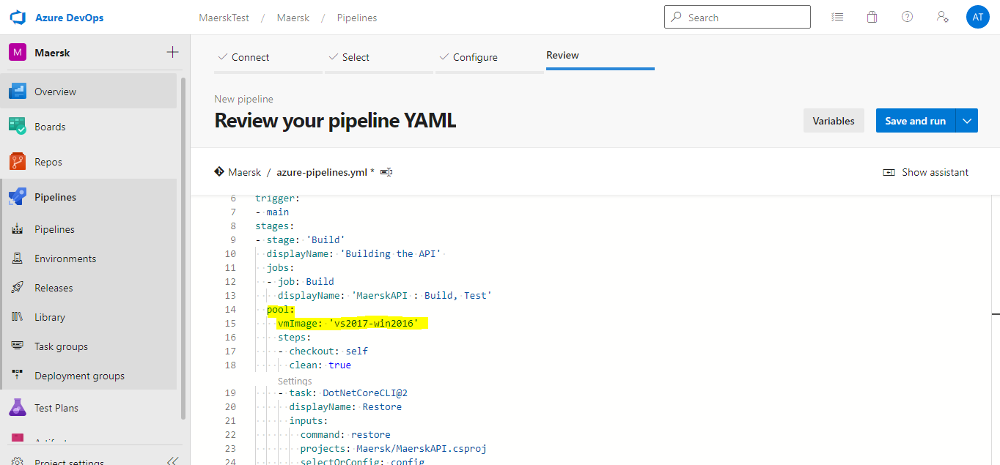 Azure DevOps
MaerskTest / Maersk / Pipelines
Search
AT
M Maersk
Overview
Boards
Repos
Pipelines
Pipelines
Environments
Releases
Library
Task groups
Deployment groups
Test Plans
Project settings
Connect
Select
Configure
Review
New pipeline
Review your pipeline YAML
Variables
Save and run
Maersk / azure-pipelines.yml *
Show assistant
6 trigger:
7 - main
8 stages:
9 - stage: 'Build'
10 displayName: 'Building the API'
11 jobs:
12 - job: Build
13 displayName: 'MaerskAPI : Build, Test'
14 pool:
15 vmImage: 'vs2017-win2016'
16 steps:
17 - checkout: self
18 clean: true
Settings
19 - task: DotNetCoreCLI@2
20 displayName: Restore
21 inputs:
22 command: restore
23 projects: Maersk/MaerskAPI.csproj
24 selectOrConfig: config